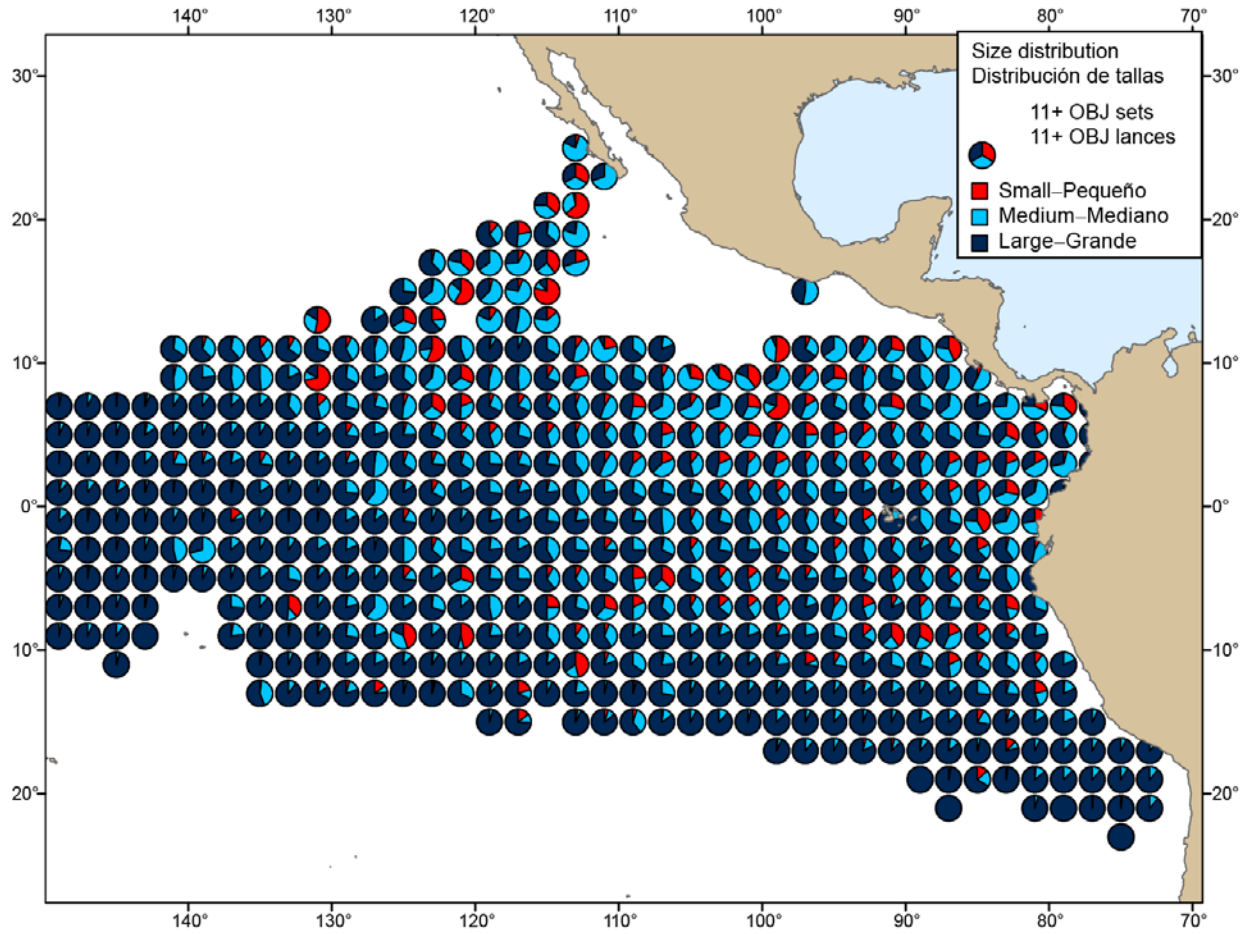 140° 130° 120° 110° 100° 90° 80° 70°
Size distribution
Distribución de tallas
11+ OBJ sets
11+ OBJ lances
Small–Pequeño
Medium–Mediano
Large–Grande
30° 30°
20° 20°
10° 10°
0° 0°
10° 10°
20° 20°
140° 130° 120° 110° 100° 90° 80° 70°